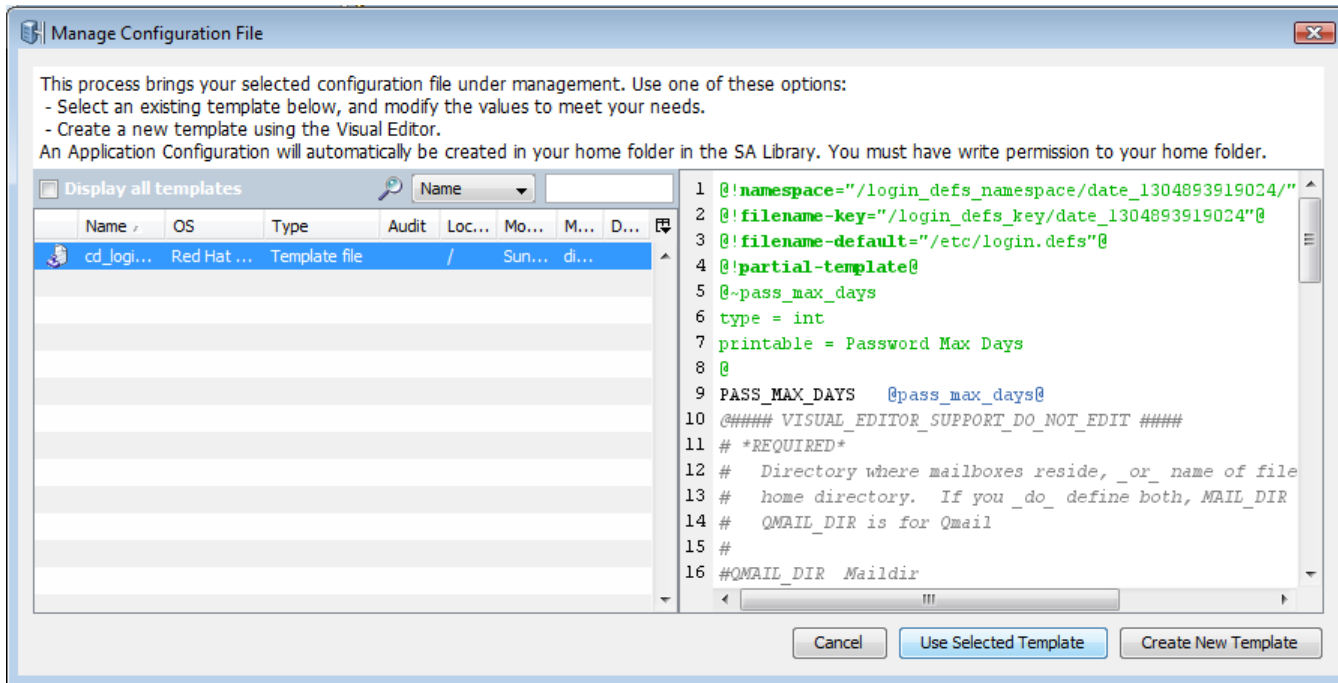 Manage Configuration File
This process brings your selected configuration file under management. Use one of these options:
- Select an existing template below, and modify the values to meet your needs.
- Create a new template using the Visual Editor.
An Application Configuration will automatically be created in your home folder in the SA Library. You must have write permission to your home folder.
Display all templates Name
Name OS Type Audit Loc... Mo... M... D...
cd_logi... Red Hat ... Template file / Sun... di...
1 @!namespace="/login_defs_namespace/date_1304893919024/"
2 @!filename-key="/login_defs_key/date_1304893919024"@
3 @!filename-default="/etc/login.defs"@
4 @!partial-template@
5 @~pass_max_days
6 type = int
7 printable = Password Max Days
8 @
9 PASS_MAX_DAYS @pass_max_days@
10 @#### VISUAL_EDITOR_SUPPORT_DO_NOT_EDIT ####
11 # *REQUIRED*
12 # Directory where mailboxes reside, _or_ name of file
13 # home directory. If you _do_ define both, MAIL_DIR
14 # QMAIL_DIR is for Qmail
15 #
16 #QMAIL_DIR Maildir
Cancel Use Selected Template Create New Template